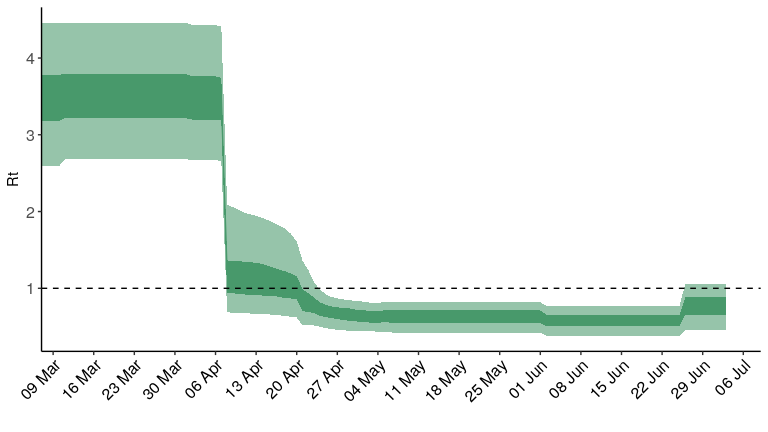 4
3
2
1
Rt
09 Mar
16 Mar
23 Mar
30 Mar
06 Apr
13 Apr
20 Apr
27 Apr
04 May
11 May
18 May
25 May
01 Jun
08 Jun
15 Jun
22 Jun
29 Jun
06 Jul